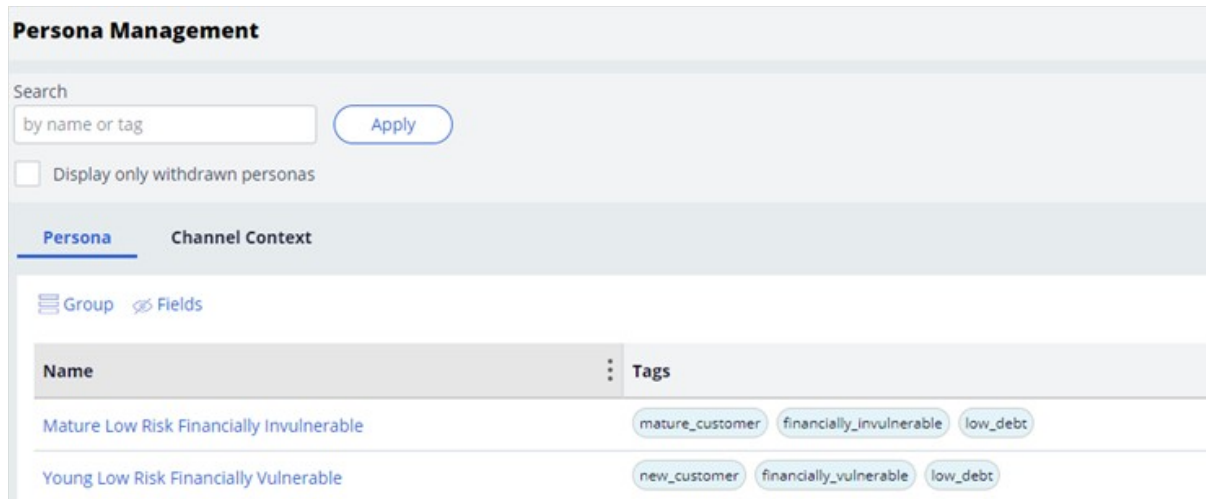 Persona Management
Search
by name or tag
Apply
Display only withdrawn personas
Persona Channel Context
Group Fields
Name Tags
Mature Low Risk Financially Invulnerable mature_customer financially_invulnerable low_debt
Young Low Risk Financially Vulnerable new_customer financially_vulnerable low_debt